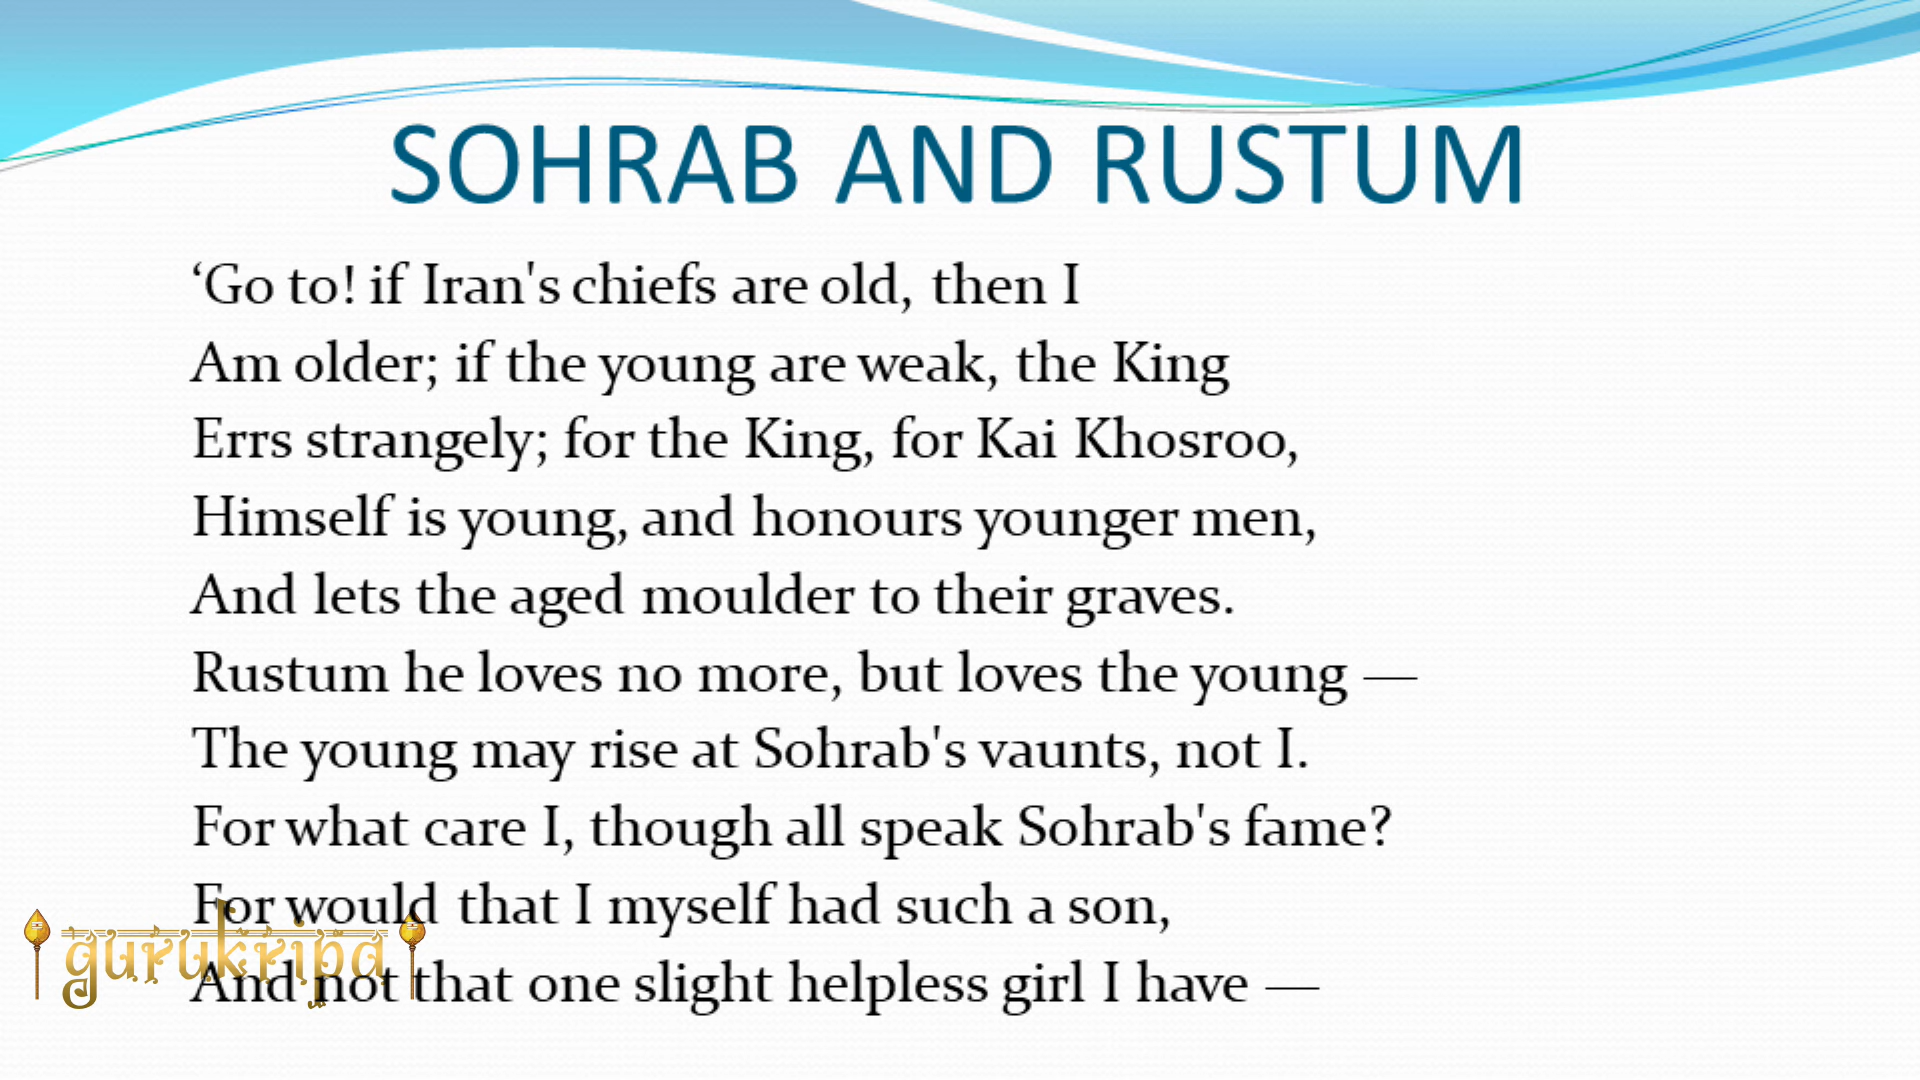 SOHRAB AND RUSTUM
‘Go to! if Iran's chiefs are old, then I
Am older; if the young are weak, the King
Errs strangely; for the King, for Kai Khosroo,
Himself is young, and honours younger men,
And lets the aged moulder to their graves.
Rustum he loves no more, but loves the young —
The young may rise at Sohrab's vaunts, not I.
For what care I, though all speak Sohrab's fame?
For would that I myself had such a son,
And not that one slight helpless girl I have —
gurukripa